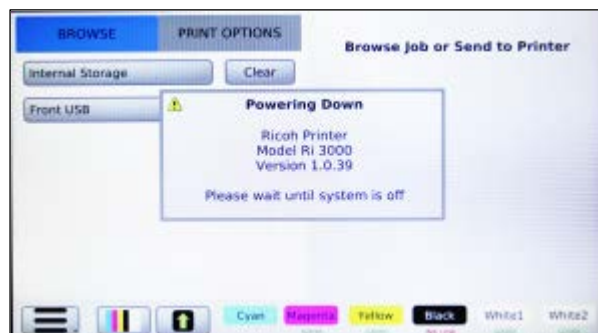 BROWSE
PRINT OPTIONS
Browse Job or Send to Printer
Internal Storage
Clear
Front USB
Powering Down
Ricoh Printer
Model Ri 3000
Version 1.0.39
Please wait until system is off
Cyan
Magenta
Yellow
Black
White1
White2